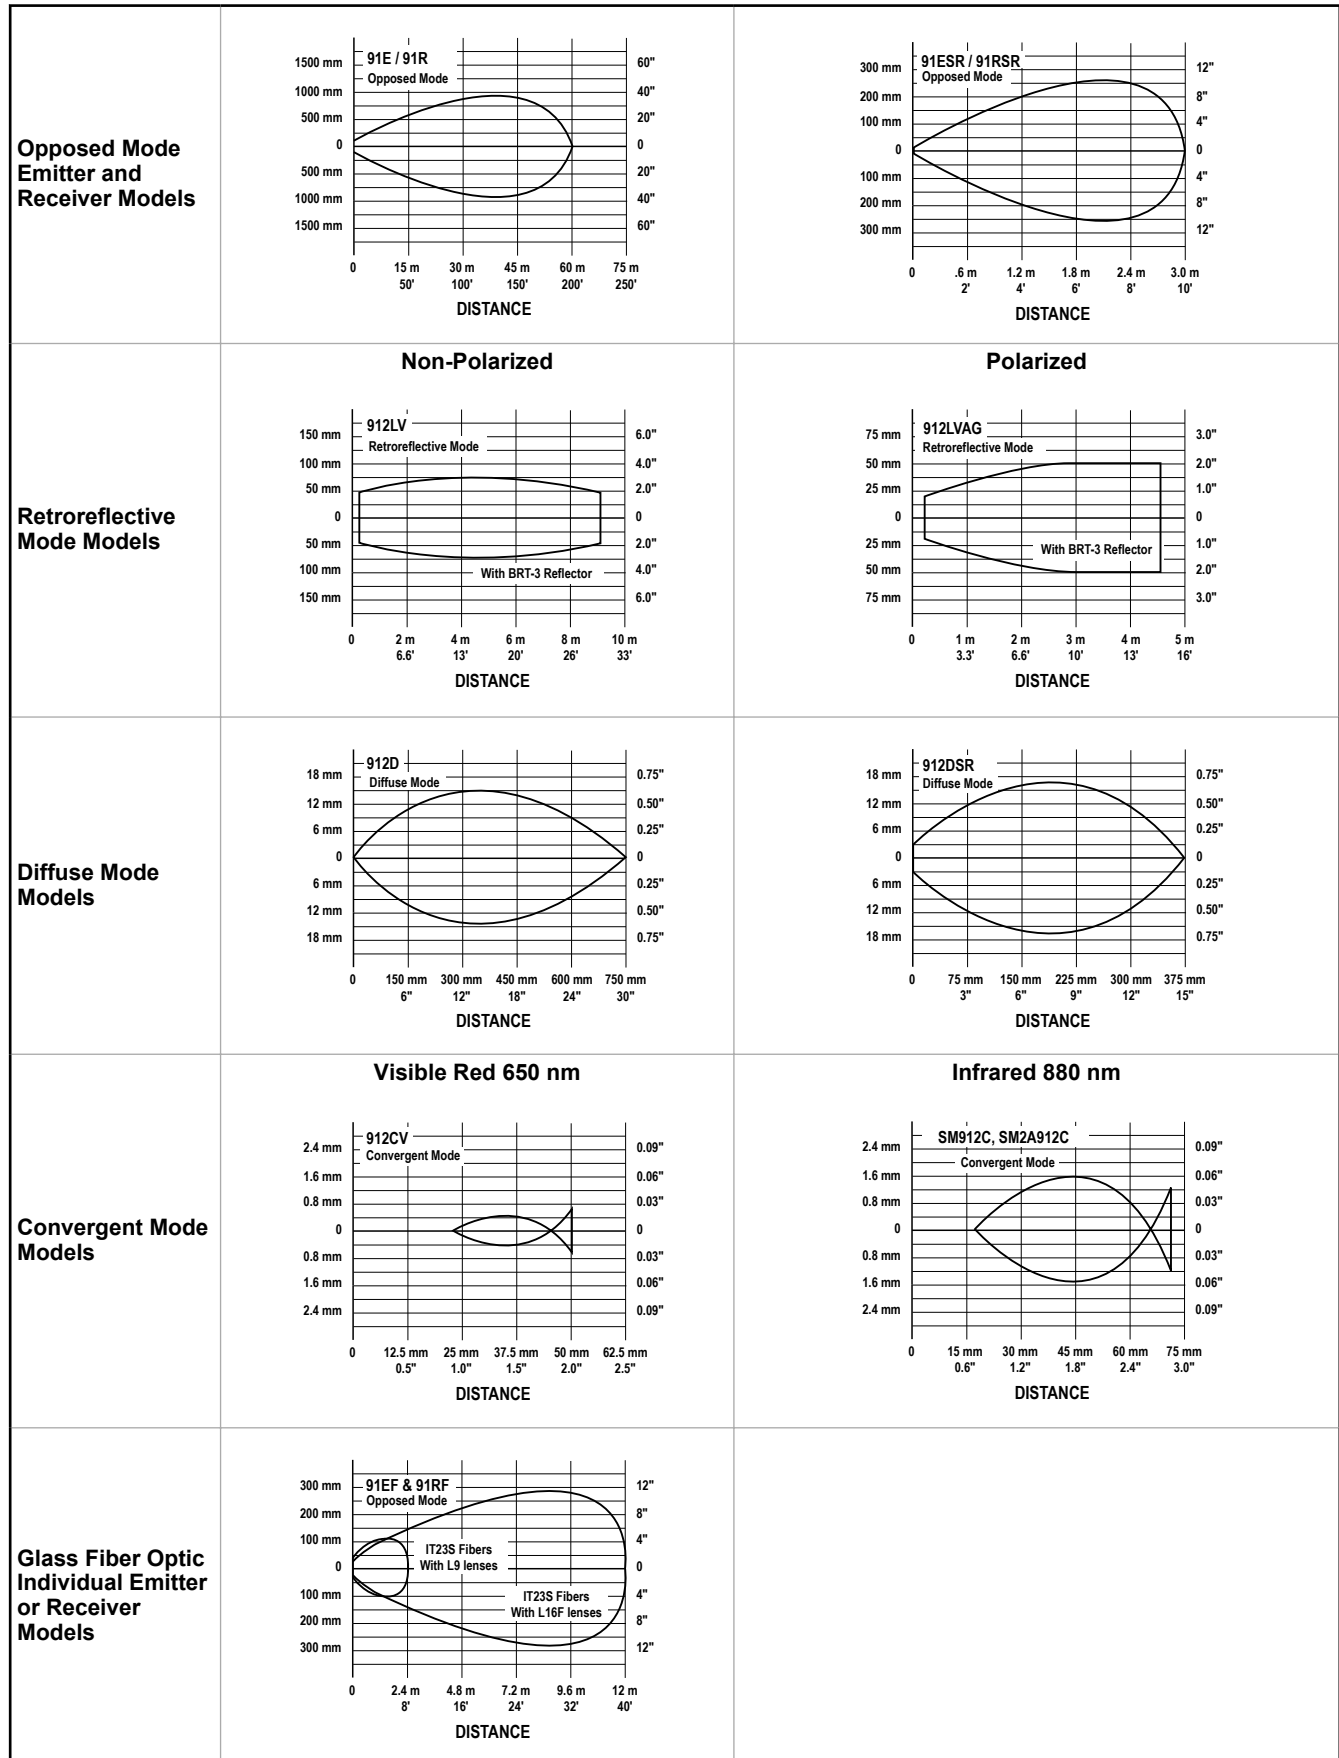 Opposed Mode
Emitter and
Receiver Models
91E / 91R
Opposed Mode
1500 mm 60"
1000 mm 40"
500 mm 20"
0 0
500 mm 20"
1000 mm 40"
1500 mm 60"
0 15 m 30 m 45 m 60 m 75 m
50' 100' 150' 200' 250'
DISTANCE
91ESR / 91RSR
Opposed Mode
300 mm 12"
200 mm 8"
100 mm 4"
0 0
100 mm 4"
200 mm 8"
300 mm 12"
0 .6 m 1.2 m 1.8 m 2.4 m 3.0 m
2' 4' 6' 8' 10'
DISTANCE
Retroreflective
Mode Models
Non-Polarized
912LV
Retroreflective Mode
150 mm 6.0"
100 mm 4.0"
50 mm 2.0"
0 0
50 mm 2.0"
100 mm With BRT-3 Reflector 4.0"
150 mm 6.0"
0 2 m 4 m 6 m 8 m 10 m
6.6' 13' 20' 26' 33'
DISTANCE
Polarized
912LVAG
Retroreflective Mode
75 mm 3.0"
50 mm 2.0"
25 mm 1.0"
0 0
25 mm With BRT-3 Reflector 1.0"
50 mm 2.0"
75 mm 3.0"
0 1 m 2 m 3 m 4 m 5 m
3.3' 6.6' 10' 13' 16'
DISTANCE
Diffuse Mode
Models
912D
Diffuse Mode
18 mm 0.75"
12 mm 0.50"
6 mm 0.25"
0 0
6 mm 0.25"
12 mm 0.50"
18 mm 0.75"
0 150 mm 300 mm 450 mm 600 mm 750 mm
6" 12" 18" 24" 30"
DISTANCE
912DSR
Diffuse Mode
18 mm 0.75"
12 mm 0.50"
6 mm 0.25"
0 0
6 mm 0.25"
12 mm 0.50"
18 mm 0.75"
0 75 mm 150 mm 225 mm 300 mm 375 mm
3" 6" 9" 12" 15"
DISTANCE
Convergent Mode
Models
Visible Red 650 nm
912CV
Convergent Mode
2.4 mm 0.09"
1.6 mm 0.06"
0.8 mm 0.03"
0 0
0.8 mm 0.03"
1.6 mm 0.06"
2.4 mm 0.09"
0 12.5 mm 25 mm 37.5 mm 50 mm 62.5 mm
0.5" 1.0" 1.5" 2.0" 2.5"
DISTANCE
Infrared 880 nm
SM912C, SM2A912C
Convergent Mode
2.4 mm 0.09"
1.6 mm 0.06"
0.8 mm 0.03"
0 0
0.8 mm 0.03"
1.6 mm 0.06"
2.4 mm 0.09"
0 15 mm 30 mm 45 mm 60 mm 75 mm
0.6" 1.2" 1.8" 2.4" 3.0"
DISTANCE
Glass Fiber Optic
Individual Emitter
or Receiver
Models
91EF & 91RF
Opposed Mode
300 mm 12"
200 mm 8"
100 mm 4"
IT23S Fibers
With L9 lenses
0 0
100 mm 4"
IT23S Fibers
With L16F lenses
200 mm 8"
300 mm 12"
0 2.4 m 4.8 m 7.2 m 9.6 m 12 m
8' 16' 24' 32' 40'
DISTANCE